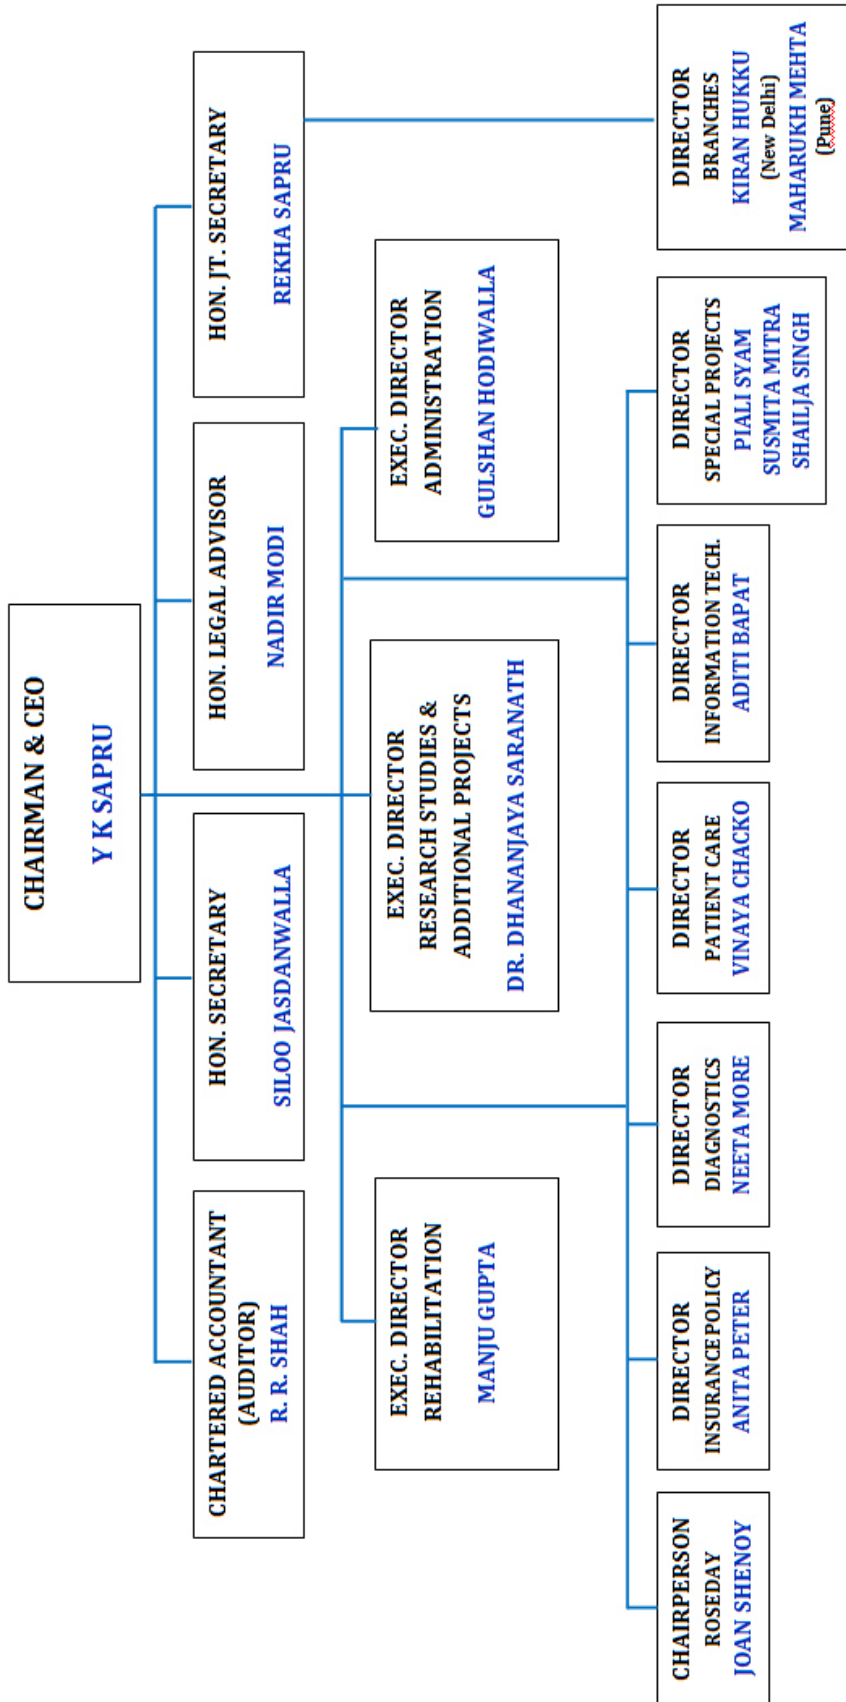 CHAIRMAN & CEO
Y K SAPRU
CHARTERED ACCOUNTANT
(AUDITOR)
R. R. SHAH
HON. SECRETARY
SILOO JASDANWALLA
HON. LEGAL ADVISOR
NADIR MODI
HON. JT. SECRETARY
REKHA SAPRU
EXEC. DIRECTOR
REHABILITATION
MANJU GUPTA
EXEC. DIRECTOR
RESEARCH STUDIES &
ADDITIONAL PROJECTS
DR. DHANANJAYA SARANATH
EXEC. DIRECTOR
ADMINISTRATION
GULSHAN HODIWALLA
CHAIRPERSON
ROSEDAY
JOAN SHENOY
DIRECTOR
INSURANCE POLICY
ANITA PETER
DIRECTOR
DIAGNOSTICS
NEETA MORE
DIRECTOR
PATIENT CARE
VINAYA CHACKO
DIRECTOR
INFORMATION TECH.
ADITI BAPAT
DIRECTOR
SPECIAL PROJECTS
PIALI SYAM
SUSMITA MITRA
SHAILJA SINGH
DIRECTOR
BRANCHES
KIRAN HUKKU
(New Delhi)
MAHARUKH MEHTA
(Pune)